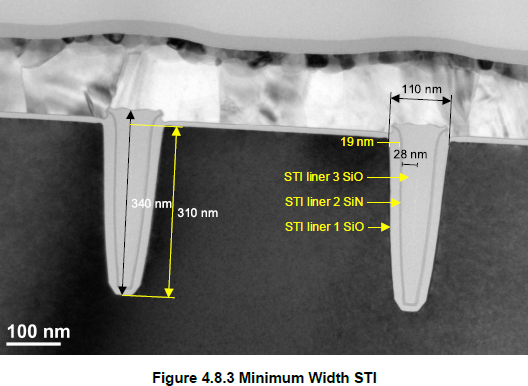 110 nm
19 nm
28 nm
STI liner 3 SiO
340 nm
STI liner 2 SiN
310 nm
STI liner 1 SiO
100 nm
Figure 4.8.3 Minimum Width STI